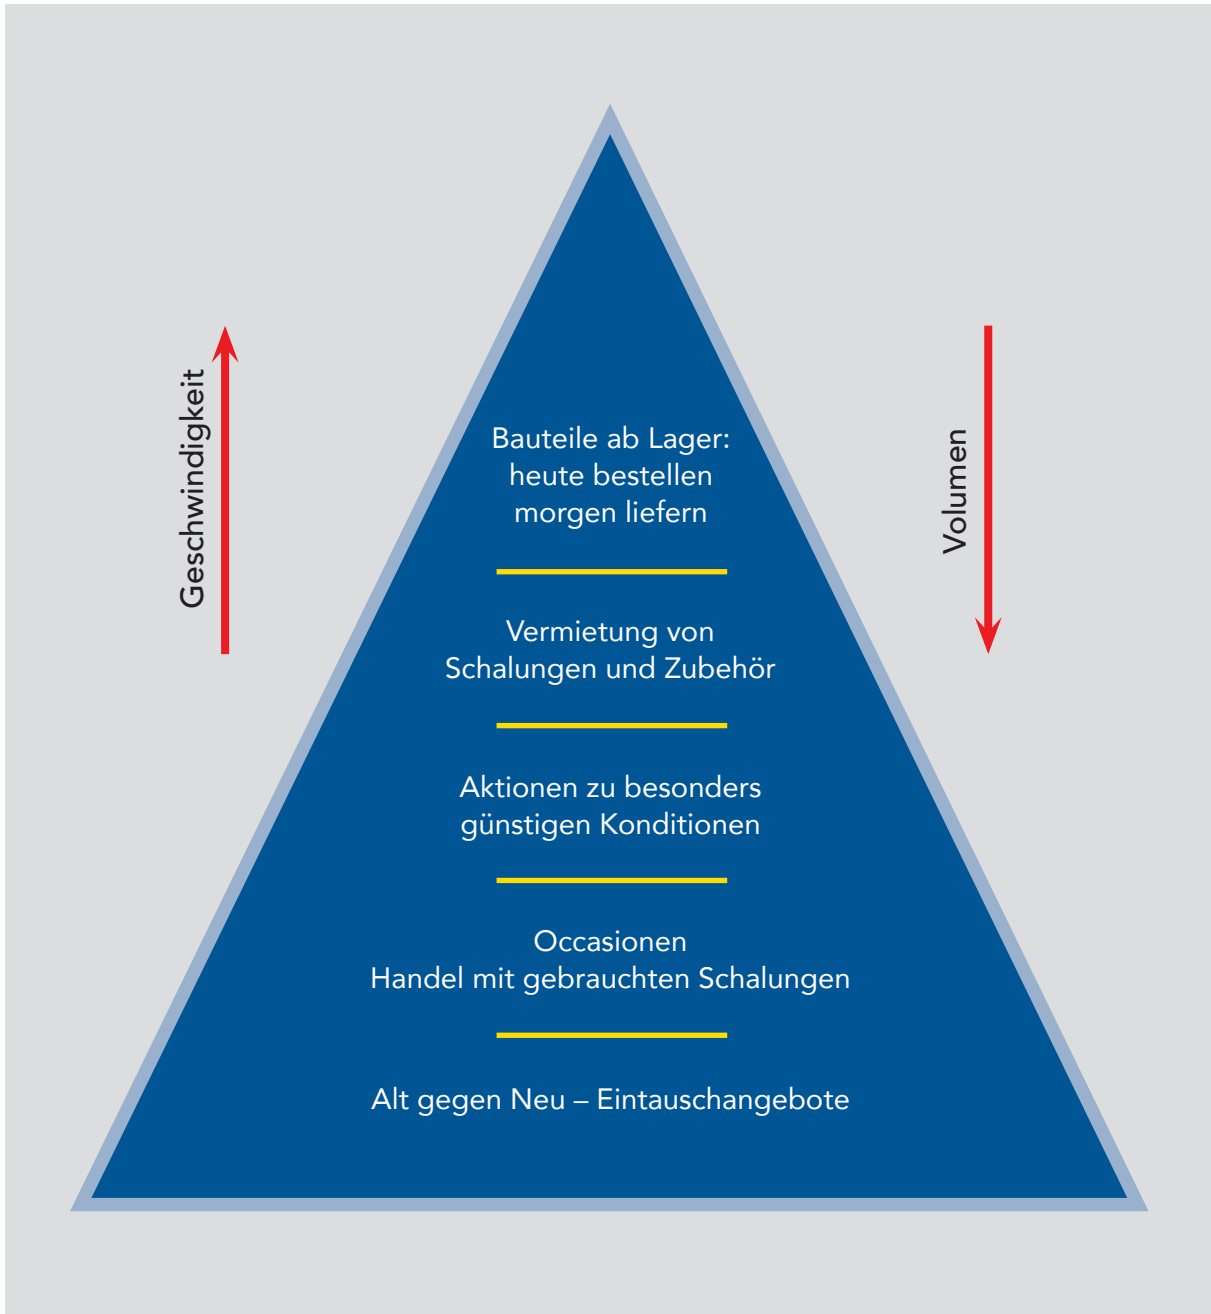 Geschwindigkeit
Volumen
Bauteile ab Lager:
heute bestellen
morgen liefern
Vermietung von
Schalungen und Zubehör
Aktionen zu besonders
günstigen Konditionen
Occasionen
Handel mit gebrauchten Schalungen
Alt gegen Neu – Eintauschangebote